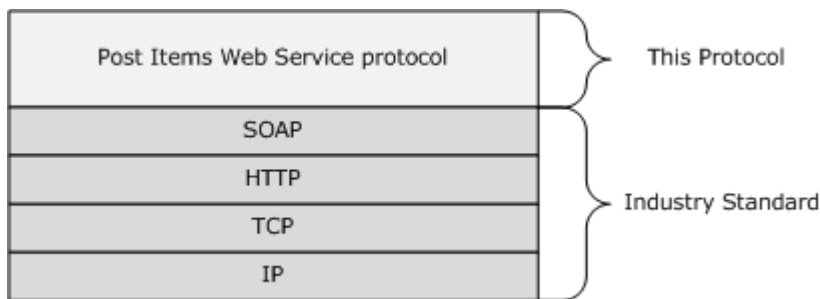 Post Items Web Service protocol
This Protocol
SOAP
HTTP
Industry Standard
TCP
IP